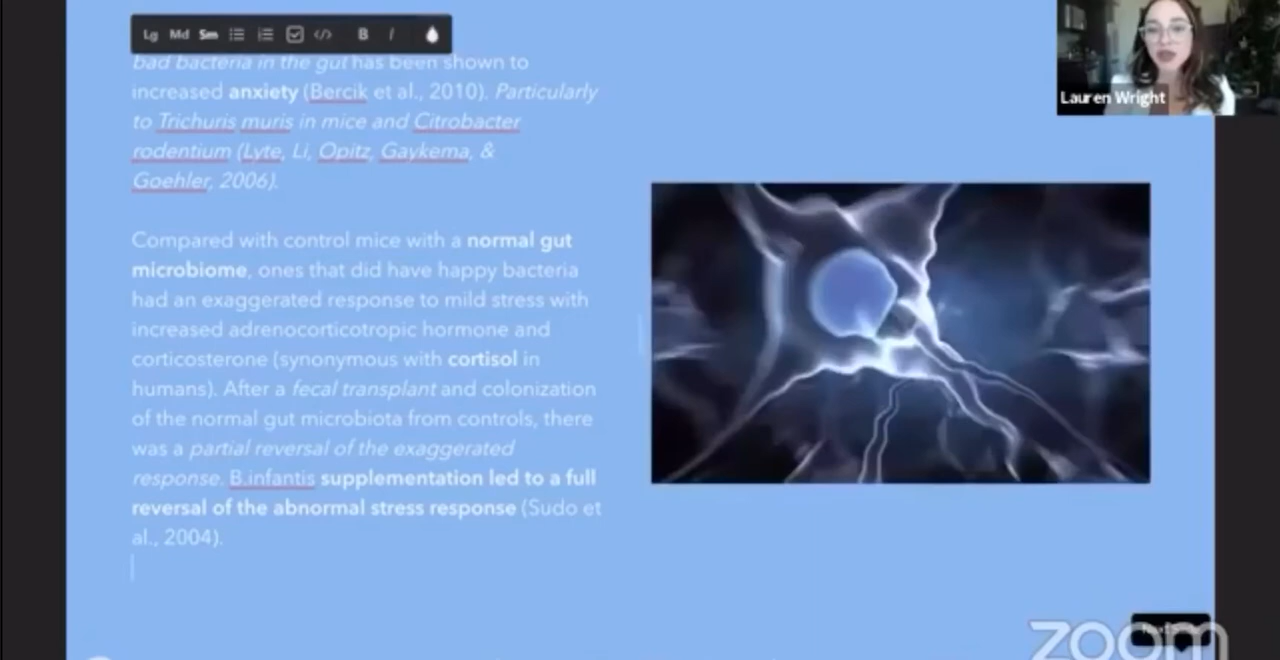 Lg Md Sm B I
bad bacteria in the gut has been shown to
increased anxiety (Bercik et al., 2010). Particularly
to Trichuris muris in mice and Citrobacter
rodentium (Lyte, Li, Opitz, Gaykema, &
Goehler, 2006).
Compared with control mice with a normal gut
microbiome, ones that did have happy bacteria
had an exaggerated response to mild stress with
increased adrenocorticotropic hormone and
corticosterone (synonymous with cortisol in
humans). After a fecal transplant and colonization
of the normal gut microbiota from controls, there
was a partial reversal of the exaggerated
response. B.infantis supplementation led to a full
reversal of the abnormal stress response (Sudo et
al., 2004).
Lauren Wright
zoom